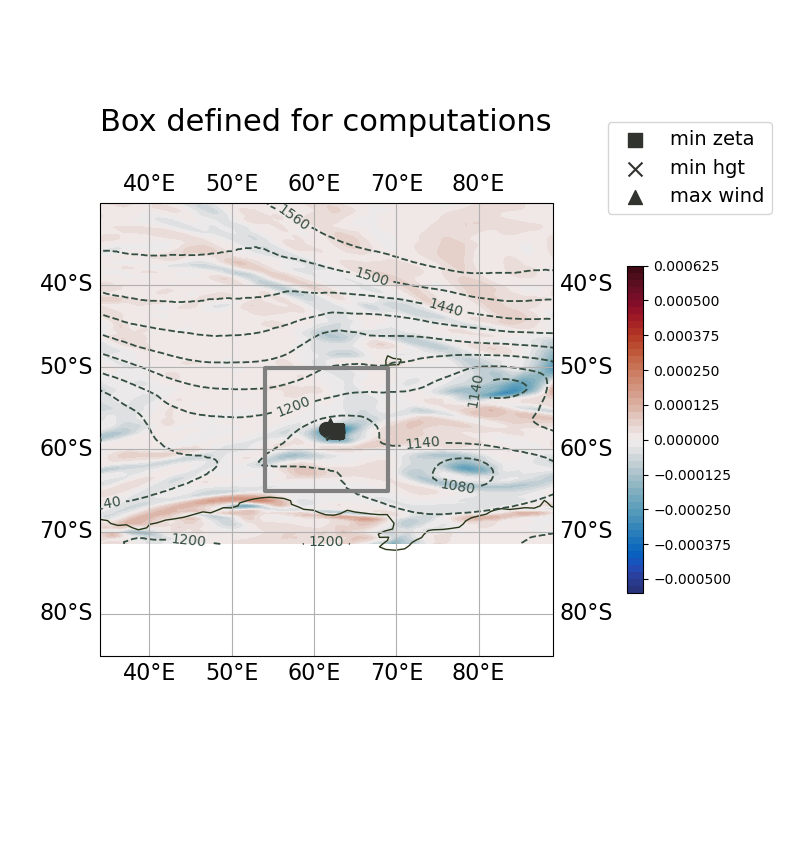 Box defined for computations
min zeta
min hgt
max wind
40°E 50°E 60°E 70°E 80°E
1560
1500
1440
40°S 40°S
50°S 50°S
1140
1200
1140
60°S 60°S
1080
40
70°S 70°S
1200
1200
80°S 80°S
40°E 50°E 60°E 70°E 80°E
0.000625
0.000500
0.000375
0.000250
0.000125
0.000000
−0.000125
−0.000250
−0.000375
−0.000500